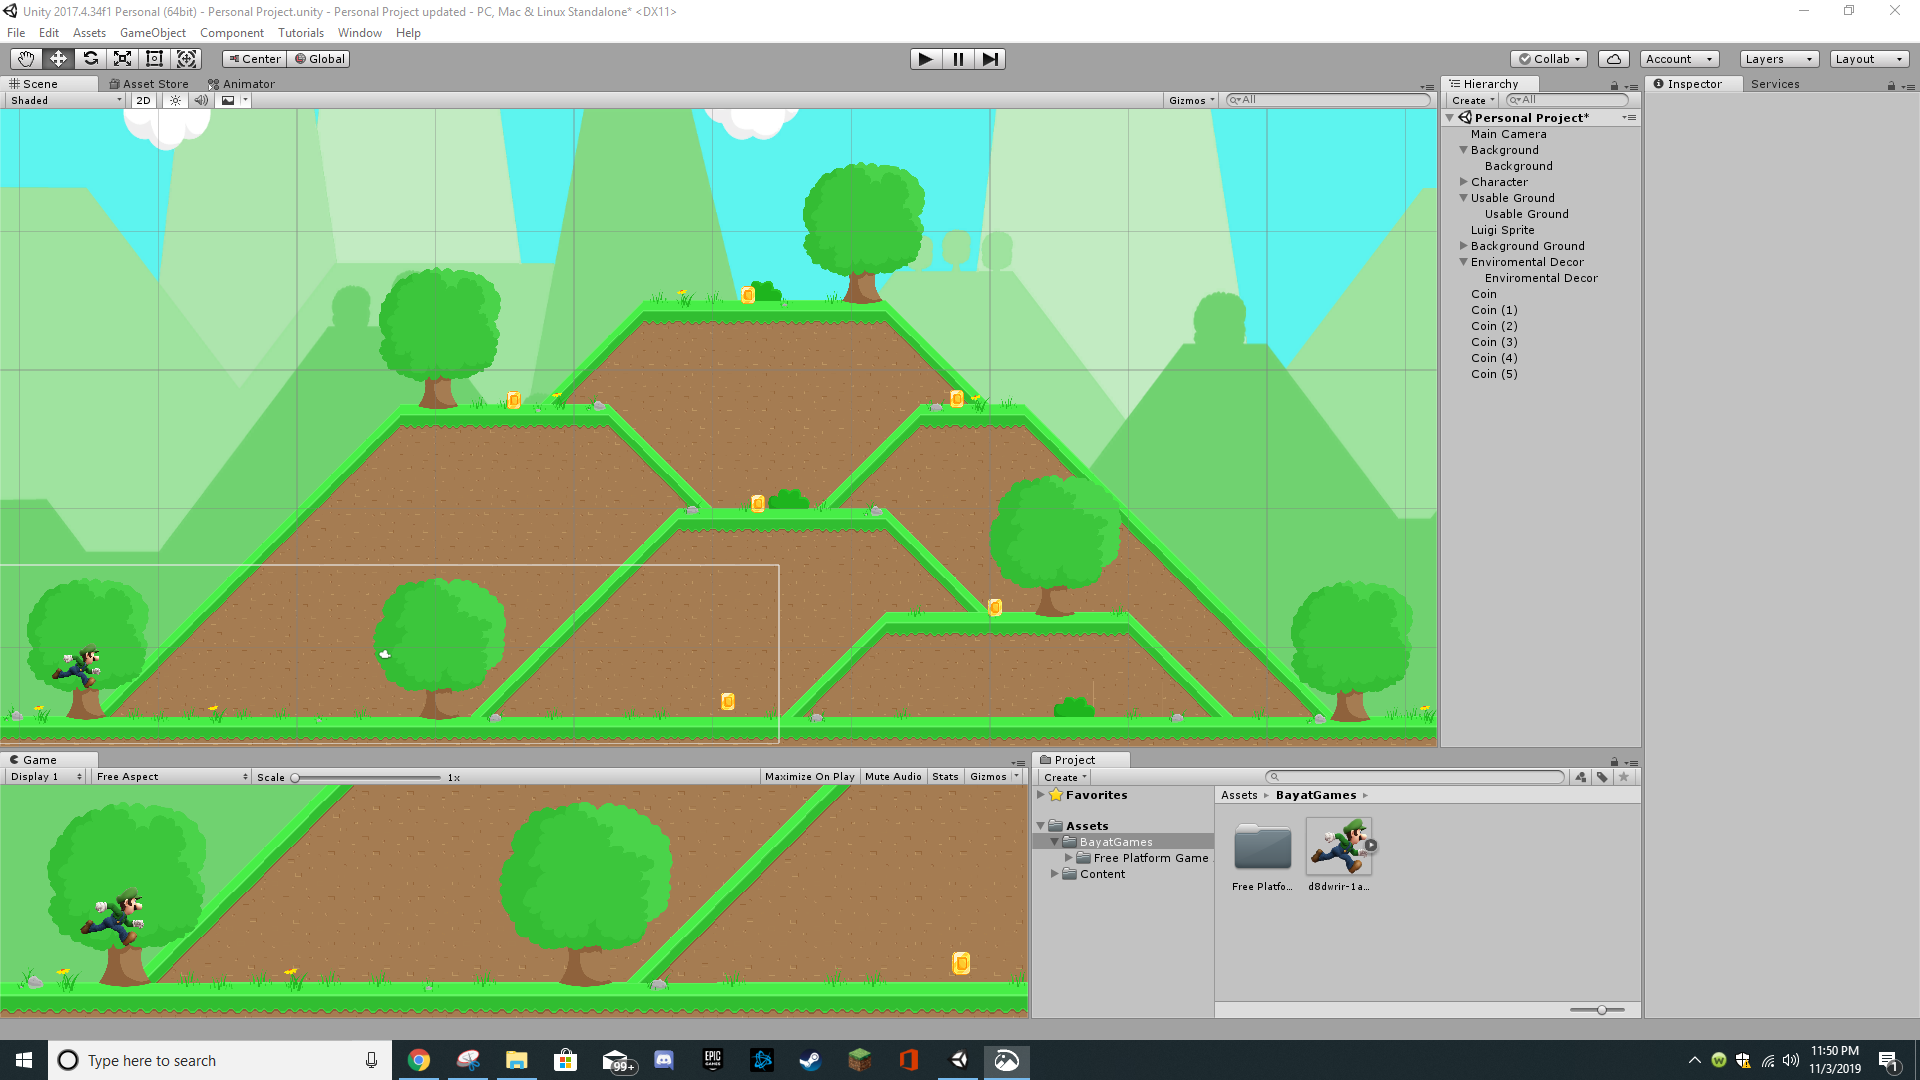 Unity 2017.4.34f1 Personal (64bit) - Personal Project.unity - Personal Project updated - PC, Mac & Linux Standalone* <DX11>
File Edit Assets GameObject Component Tutorials Window Help
Center Global Collab Account Layers Layout
Scene Asset Store Animator
Shaded 2D Gizmos All
Hierarchy
Create All
Personal Project*
Main Camera
Background
Background
Character
Usable Ground
Usable Ground
Luigi Sprite
Background Ground
Enviromental Decor
Enviromental Decor
Coin
Coin (1)
Coin (2)
Coin (3)
Coin (4)
Coin (5)
Inspector Services
Game
Display 1 Free Aspect Scale 1x Maximize On Play Mute Audio Stats Gizmos
Project
Create
Favorites
Assets
BayatGames
Free Platform Game
Content
Assets BayatGames
Free Platfo... d8dwrir-1a...
Type here to search
99+
EPIC
GAMES
11:50 PM
11/3/2019
1